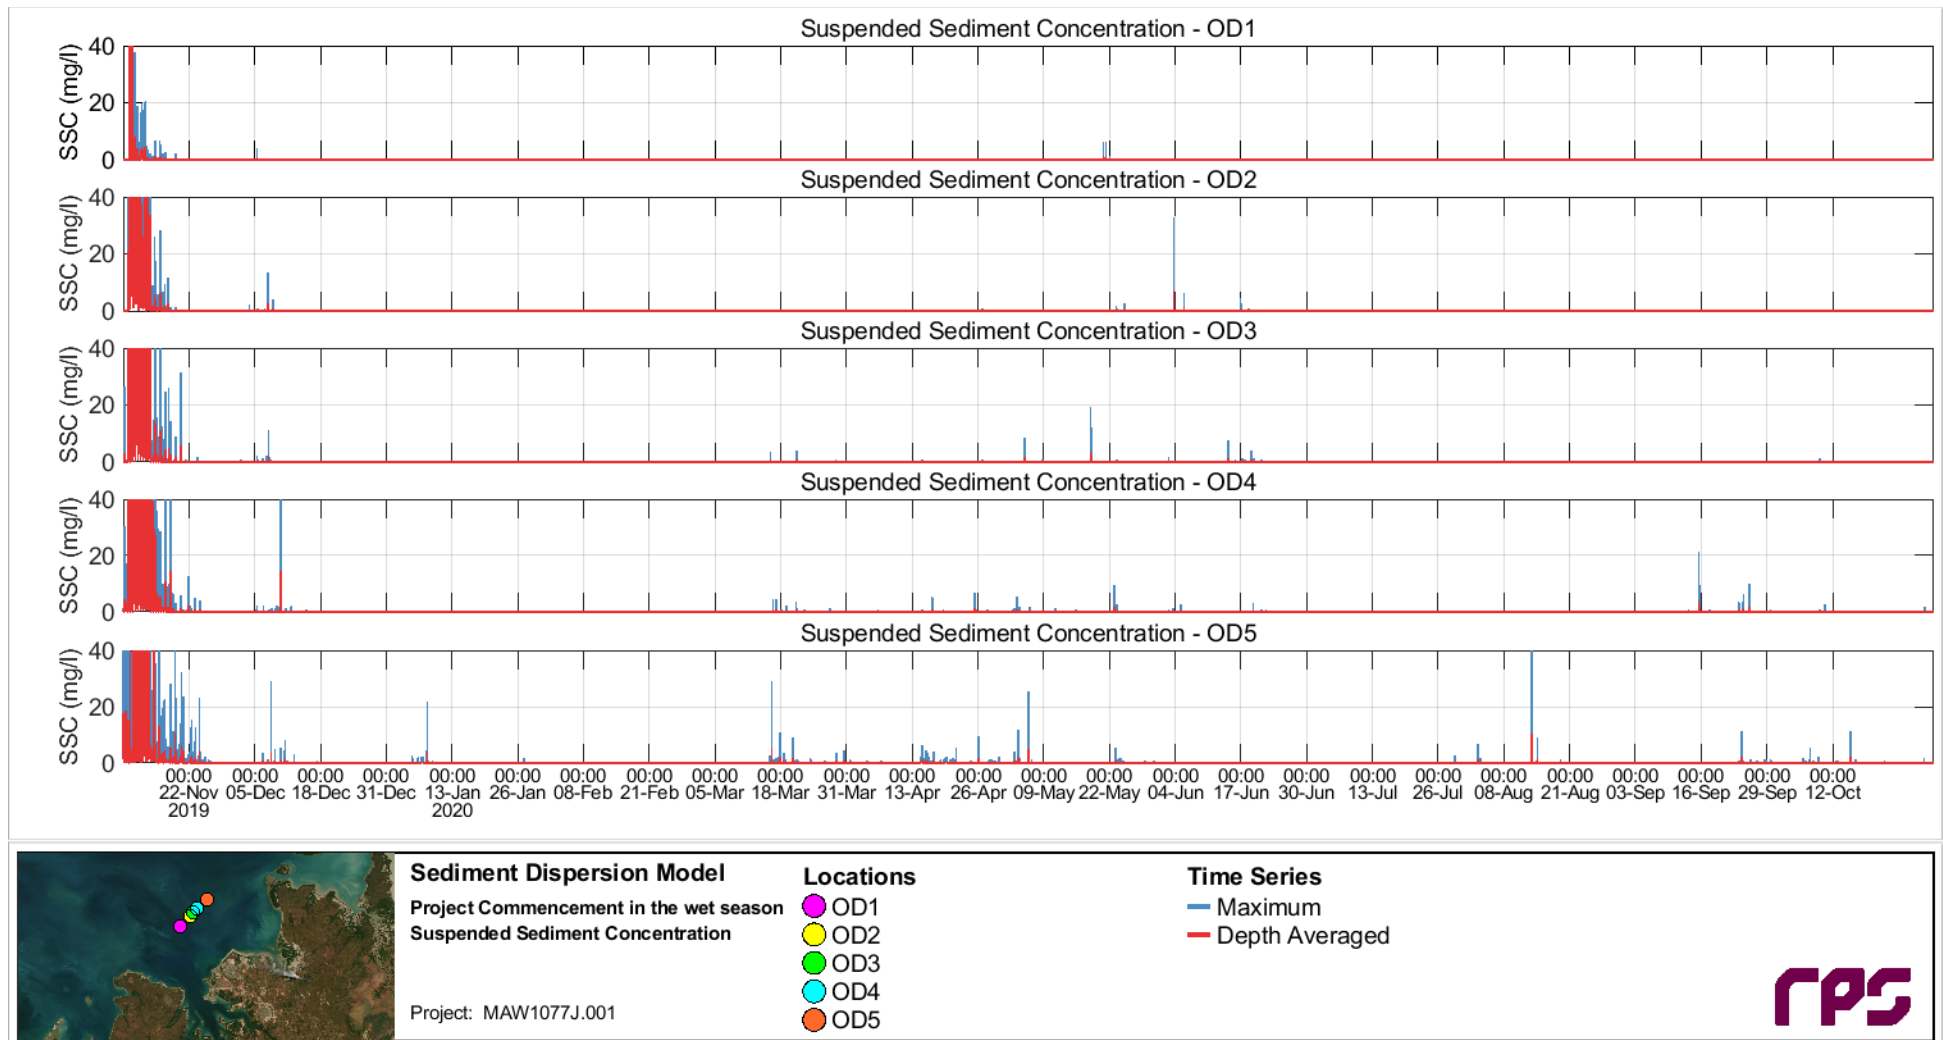 Suspended Sediment Concentration - OD1
40
20
0
SSC (mg/l)
Suspended Sediment Concentration - OD2
40
20
0
SSC (mg/l)
Suspended Sediment Concentration - OD3
40
20
0
SSC (mg/l)
Suspended Sediment Concentration - OD4
40
20
0
SSC (mg/l)
Suspended Sediment Concentration - OD5
40
20
0
SSC (mg/l)
00:00 00:00 00:00 00:00 00:00 00:00 00:00 00:00 00:00 00:00 00:00 00:00 00:00 00:00 00:00 00:00 00:00 00:00 00:00 00:00 00:00 00:00 00:00 00:00 00:00 00:00
22-Nov 05-Dec 18-Dec 31-Dec 13-Jan 26-Jan 08-Feb 21-Feb 05-Mar 18-Mar 31-Mar 13-Apr 26-Apr 09-May 22-May 04-Jun 17-Jun 30-Jun 13-Jul 26-Jul 08-Aug 21-Aug 03-Sep 16-Sep 29-Sep 12-Oct
2019 2020
Sediment Dispersion Model
Project Commencement in the wet season
Suspended Sediment Concentration
Project: MAW1077J.001
Locations
OD1
OD2
OD3
OD4
OD5
Time Series
Maximum
Depth Averaged
rps